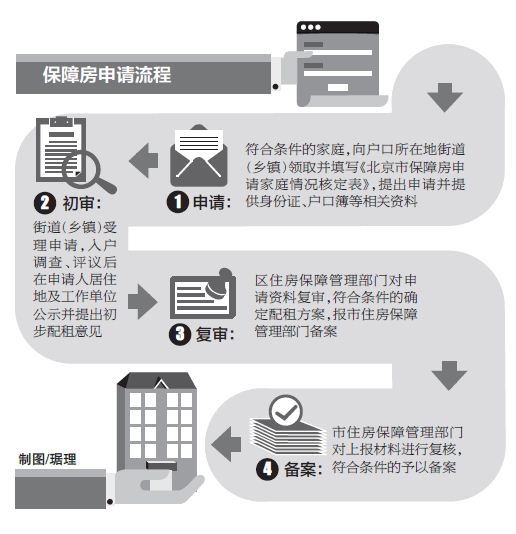 保障房申请流程
符合条件的家庭，向户口所在地街道
（乡镇）领取并填写《北京市保障房申
请家庭情况核定表》，提出申请并提
供身份证、户口簿等相关资料
1 申请：
2 初审：
街道（乡镇）受
理申请，入户
调查、评议后
在申请人居住
地及工作单位
公示并提出初
步配租意见
区住房保障管理部门对申
请资料复审，符合条件的确
定配租方案，报市住房保障
管理部门备案
3 复审：
市住房保障管理部门
对上报材料进行复核，
符合条件的予以备案
4 备案：
制图/琚理